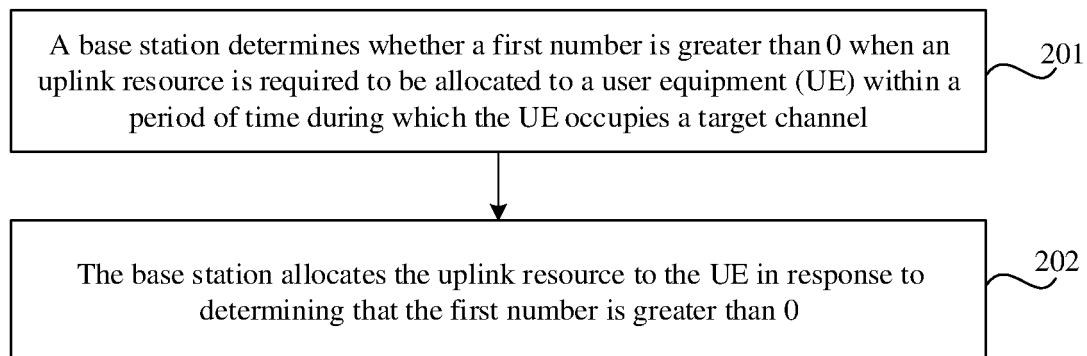 A base station determines whether a first number is greater than 0 when an
uplink resource is required to be allocated to a user equipment (UE) within a
period of time during which the UE occupies a target channel
201
The base station allocates the uplink resource to the UE in response to
determining that the first number is greater than 0
202